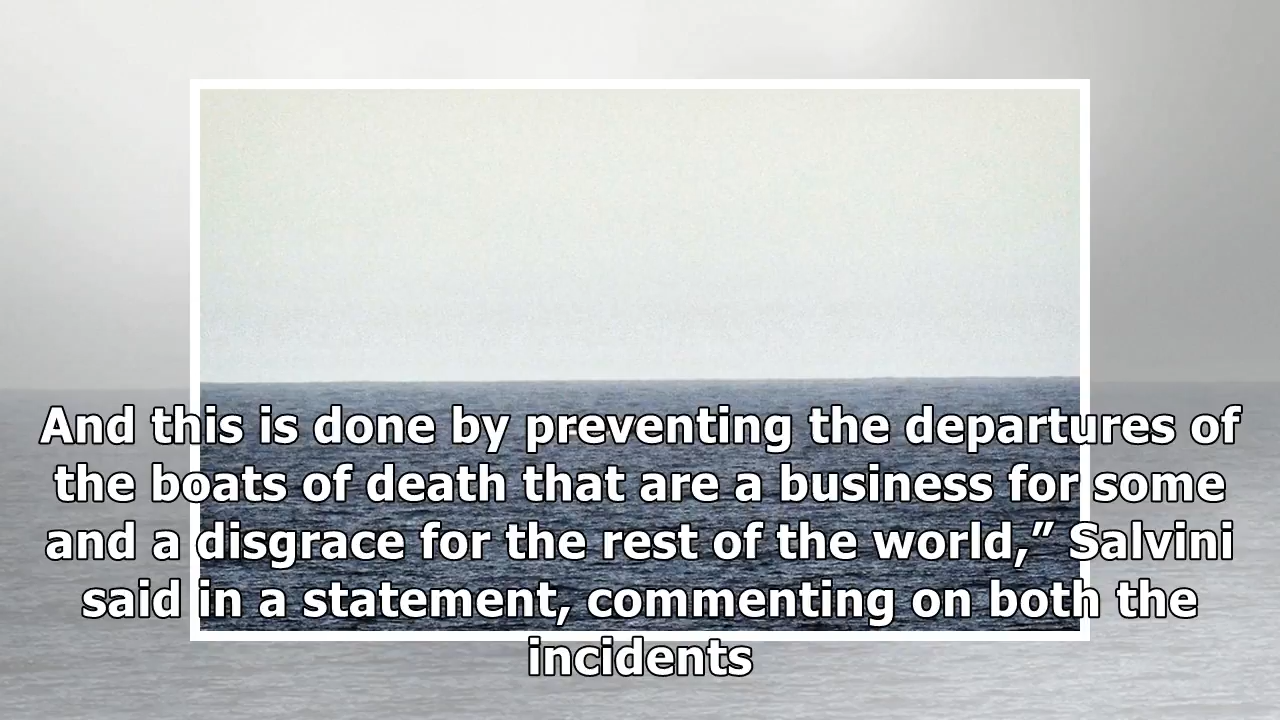 And this is done by preventing the departures of
the boats of death that are a business for some
and a disgrace for the rest of the world,” Salvini
said in a statement, commenting on both the
incidents